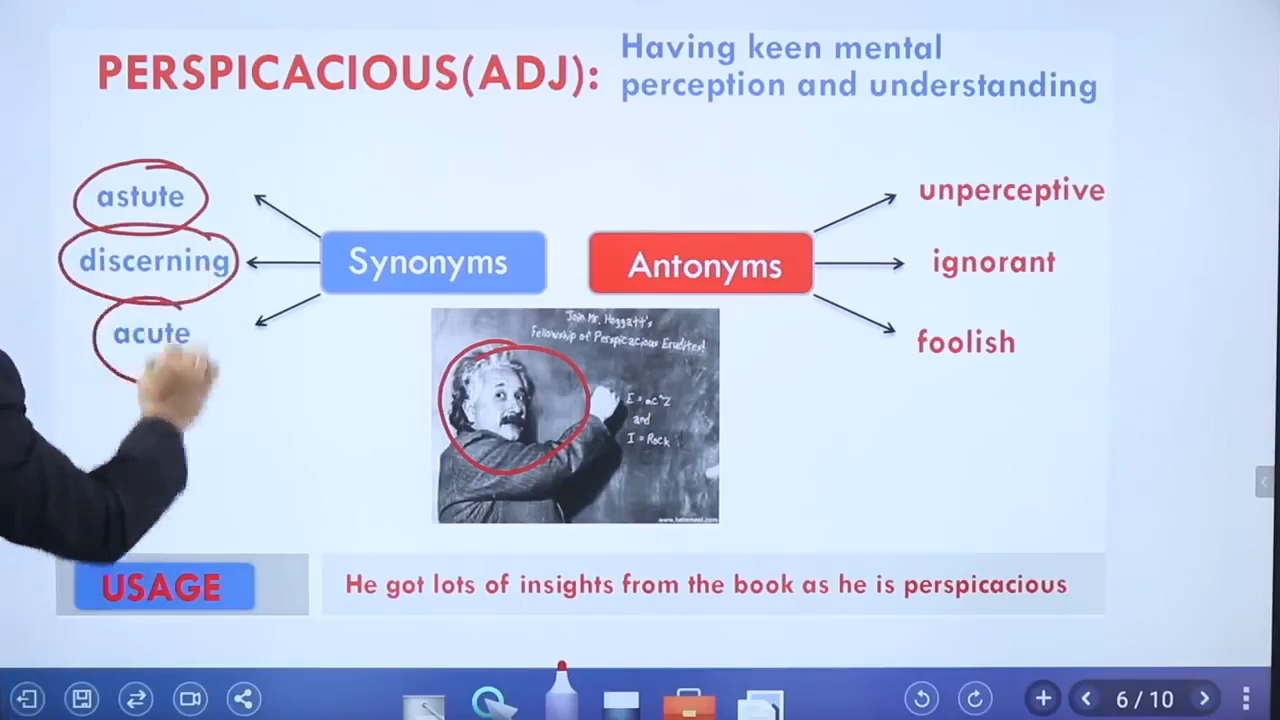 PERSPICACIOUS(ADJ):
Having keen mental
perception and understanding
astute
discerning
acute
Synonyms
Antonyms
unperceptive
ignorant
foolish
Join Mr. Hoggatt's
Fellowship of Perspicacious Erudites!
E = mc^2
and
I = Rock
USAGE
He got lots of insights from the book as he is perspicacious
6 / 10